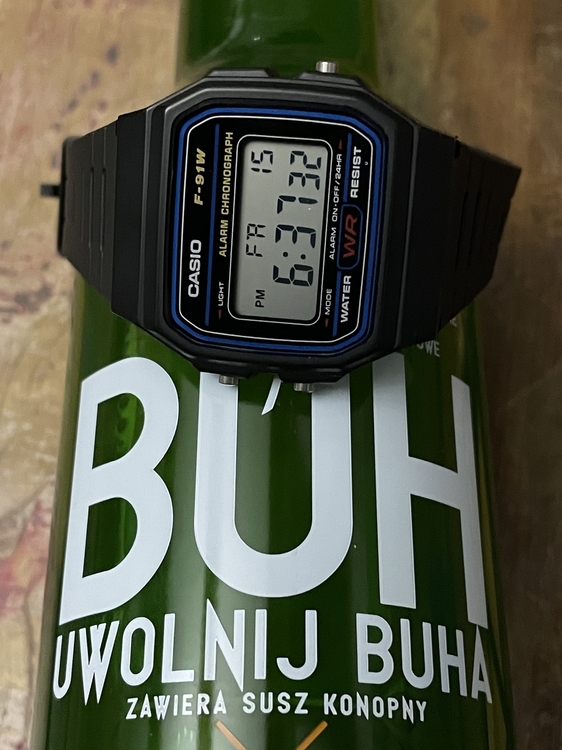 CASIO F-91W
ALARM CHRONOGRAPH
LIGHT
FR 15
PM 6:37 32
ALARM ON·OFF/24HR
MODE
WATER WR RESIST
BÚH
UWOLNIJ BUHA
ZAWIERA SUSZ KONOPNY